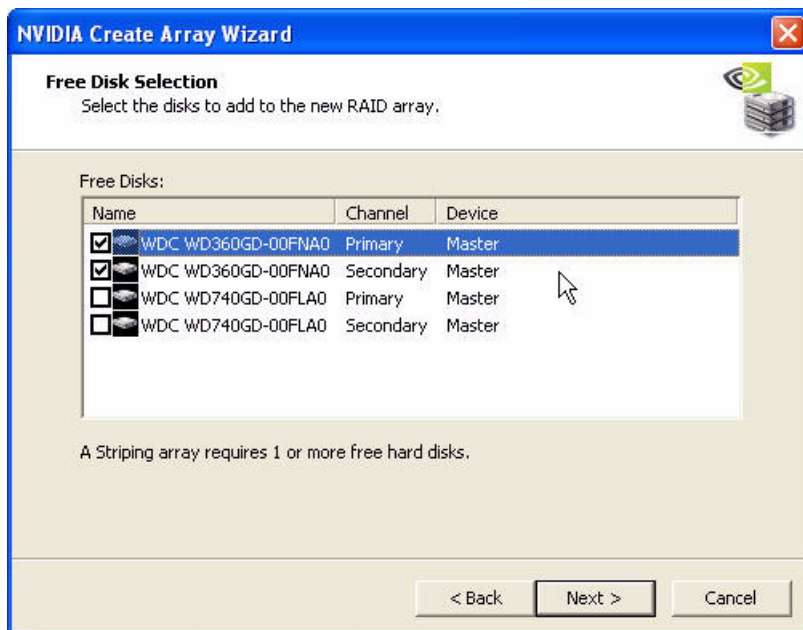 NVIDIA Create Array Wizard
Free Disk Selection
Select the disks to add to the new RAID array.
Free Disks:
Name Channel Device
WDC WD360GD-00FNA0 Primary Master
WDC WD360GD-00FNA0 Secondary Master
WDC WD740GD-00FLA0 Primary Master
WDC WD740GD-00FLA0 Secondary Master
A Striping array requires 1 or more free hard disks.
< Back Next > Cancel